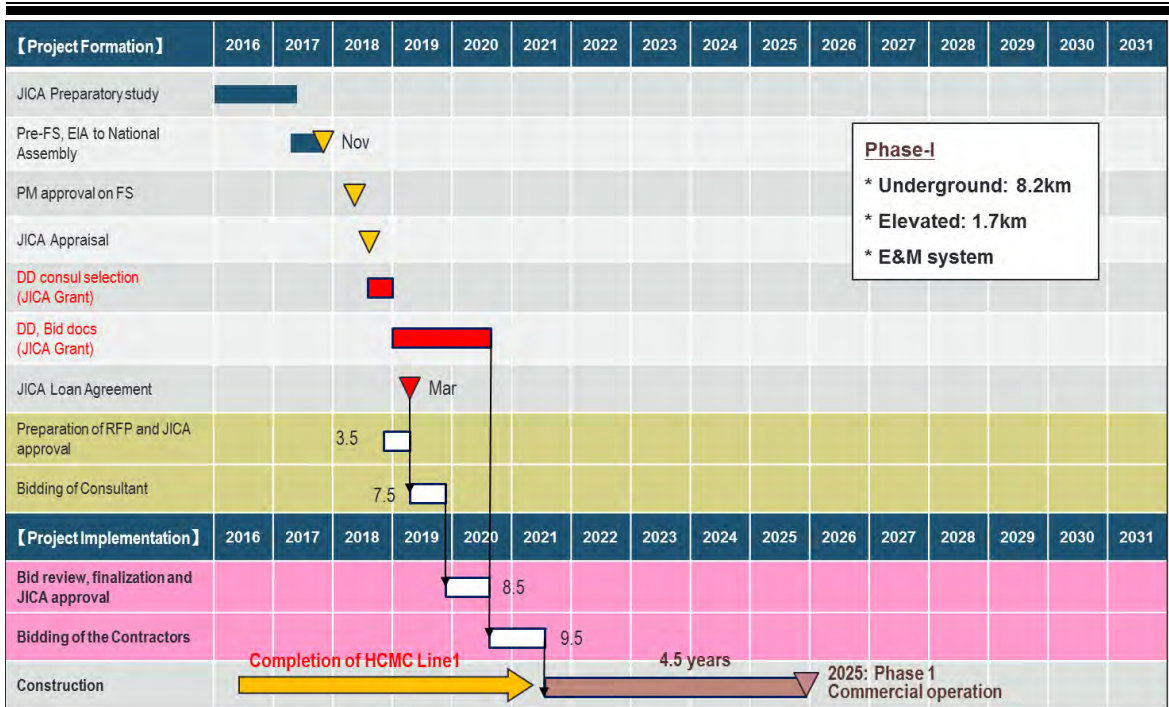 【Project Formation】 2016 2017 2018 2019 2020 2021 2022 2023 2024 2025 2026 2027 2028 2029 2030 2031
JICA Preparatory study
Pre-FS, EIA to National
Assembly
Nov
PM approval on FS
JICA Appraisal
DD consul selection
(JICA Grant)
DD, Bid docs
(JICA Grant)
JICA Loan Agreement
Mar
Preparation of RFP and JICA
approval
3.5
Bidding of Consultant
7.5
Phase-I
* Underground: 8.2km
* Elevated: 1.7km
* E&M system
【Project Implementation】 2016 2017 2018 2019 2020 2021 2022 2023 2024 2025 2026 2027 2028 2029 2030 2031
Bid review, finalization and
JICA approval
8.5
Bidding of the Contractors
9.5
Completion of HCMC Line1
4.5 years
Construction
2025: Phase 1
Commercial operation